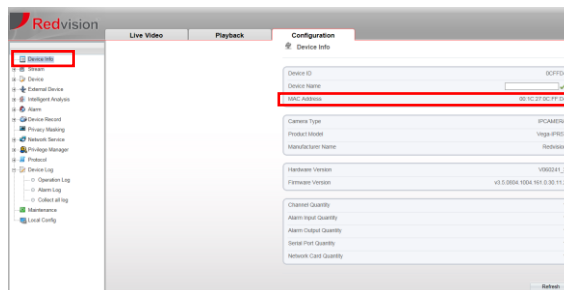 Redvision
Live Video Playback Configuration
Device Info
Device Info
Stream
Device
External Device
Intelligent Analysis
Alarm
Device Record
Privacy Masking
Network Service
Privilege Manager
Protocol
Device Log
Operation Log
Alarm Log
Collect all log
Maintenance
Local Config
Device ID
Device Name
MAC Address
Camera Type IPCAMER
Product Model
Manufacturer Name Redvisio
Hardware Version
Firmware Version
Channel Quantity
Alarm Input Quantity
Alarm Output Quantity
Serial Port Quantity
Network Card Quantity
Refresh